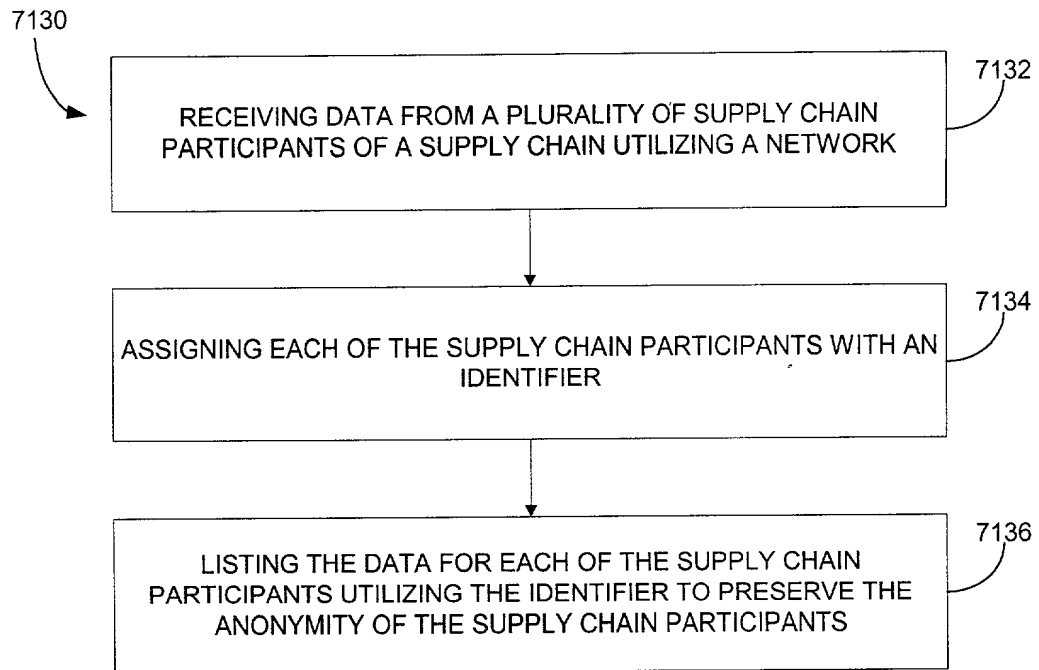 7130
7132
RECEIVING DATA FROM A PLURALITY OF SUPPLY CHAIN
PARTICIPANTS OF A SUPPLY CHAIN UTILIZING A NETWORK
7134
ASSIGNING EACH OF THE SUPPLY CHAIN PARTICIPANTS WITH AN
IDENTIFIER
7136
LISTING THE DATA FOR EACH OF THE SUPPLY CHAIN
PARTICIPANTS UTILIZING THE IDENTIFIER TO PRESERVE THE
ANONYMITY OF THE SUPPLY CHAIN PARTICIPANTS